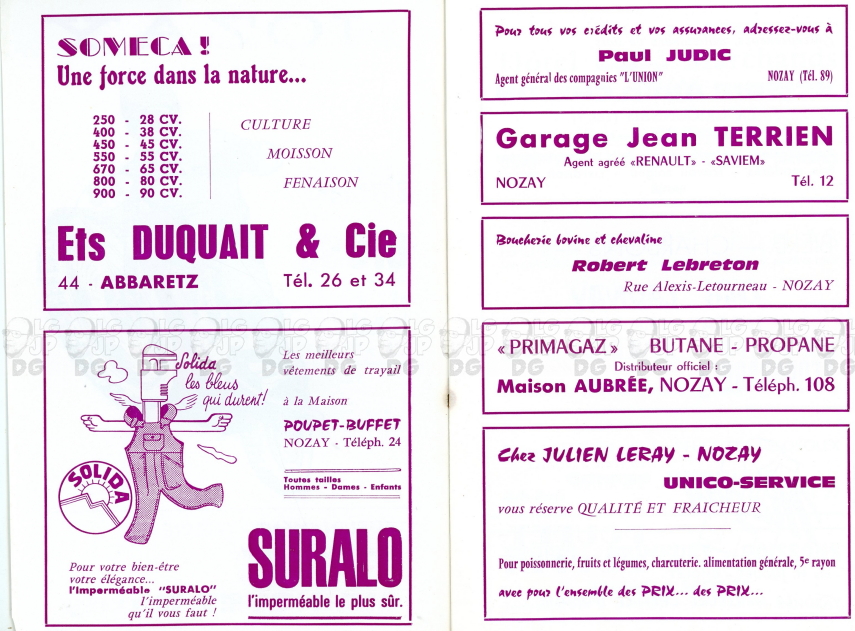 SOMECA !
Une force dans la nature...
250 - 28 CV.
400 - 38 CV.
450 - 45 CV.
550 - 55 CV.
670 - 65 CV.
800 - 80 CV.
900 - 90 CV.
CULTURE
MOISSON
FENAISON
Ets DUQUAIT & Cie
44 - ABBARETZ Tél. 26 et 34
Solida
les bleus
qui durent!
SOLIDA
Les meilleurs
vêtements de travail
à la Maison
POUPET-BUFFET
NOZAY - Téléph. 24
Toutes tailles
Hommes - Dames - Enfants
Pour votre bien-être
votre élégance...
l'Imperméable "SURALO"
l'imperméable
qu'il vous faut !
SURALO
l'imperméable le plus sûr.
Pour tous vos crédits et vos assurances, adressez-vous à
Paul JUDIC
Agent général des compagnies "L'UNION" NOZAY (Tél. 89)
Garage Jean TERRIEN
Agent agréé «RENAULT» - «SAVIEM»
NOZAY Tél. 12
Boucherie bovine et chevaline
Robert Lebreton
Rue Alexis-Letourneau - NOZAY
« PRIMAGAZ » BUTANE - PROPANE
Distributeur officiel :
Maison AUBRÉE, NOZAY - Téléph. 108
Chez JULIEN LERAY - NOZAY
UNICO-SERVICE
vous réserve QUALITÉ ET FRAICHEUR
Pour poissonnerie, fruits et légumes, charcuterie. alimentation générale, 5e rayon
avec pour l'ensemble des PRIX... des PRIX...